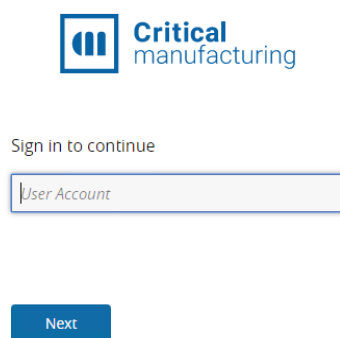 Critical
manufacturing
Sign in to continue
User Account
Next